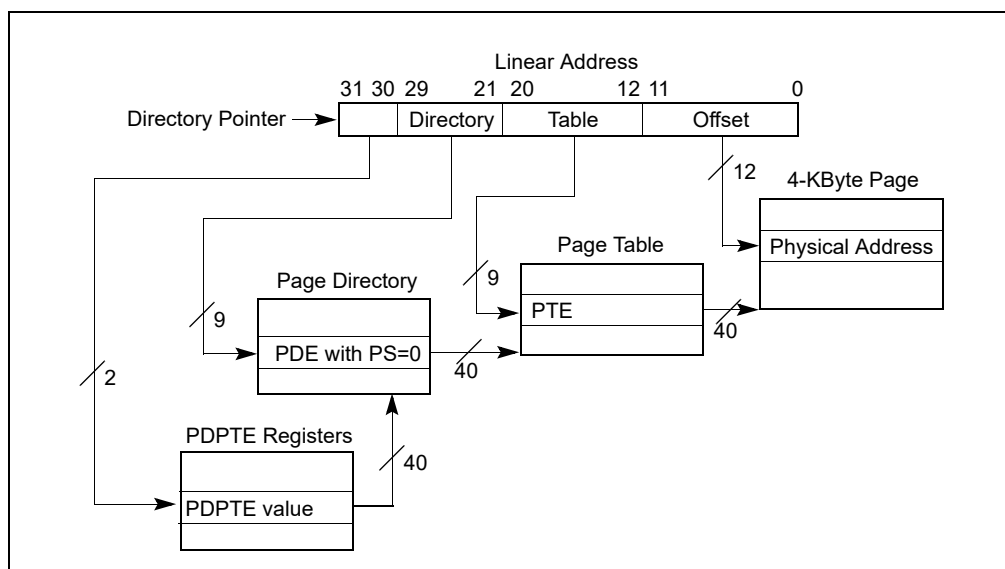 Linear Address
31 30 29 21 20 12 11 0
Directory Pointer Directory Table Offset
12
4-KByte Page
Physical Address
Page Table
9
PTE
40
Page Directory
9
PDE with PS=0
40
2
PDPTE Registers
40
PDPTE value